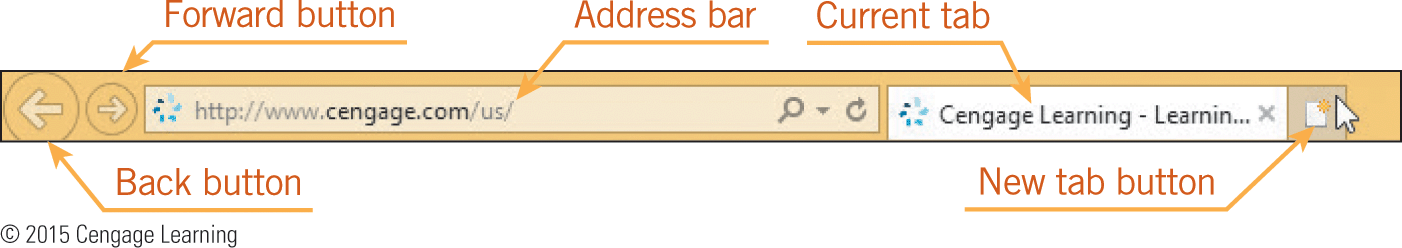 Forward button
Address bar
Current tab
http://www.cengage.com/us/
Cengage Learning - Learnin...
Back button
New tab button
© 2015 Cengage Learning